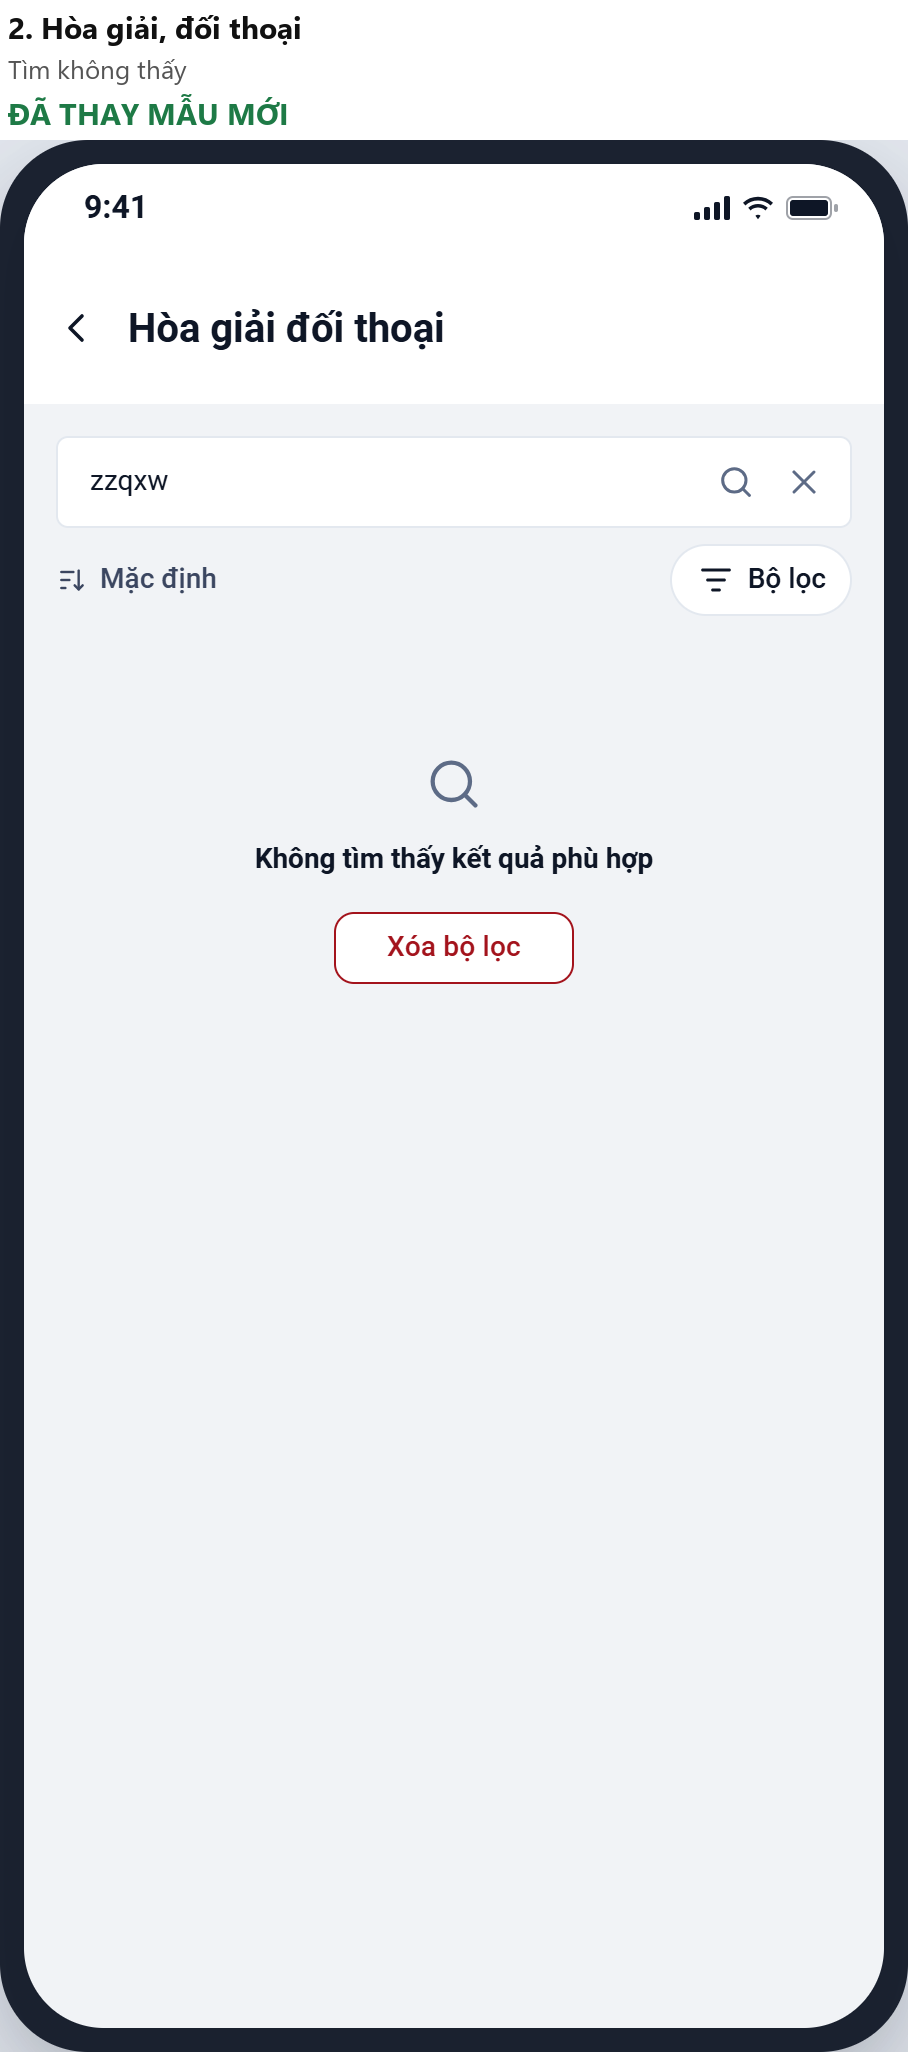 2. Hòa giải, đối thoại
Tìm không thấy
ĐÃ THAY MẪU MỚI
9:41
Hòa giải đối thoại
zzqxw
Mặc định
Bộ lọc
Không tìm thấy kết quả phù hợp
Xóa bộ lọc